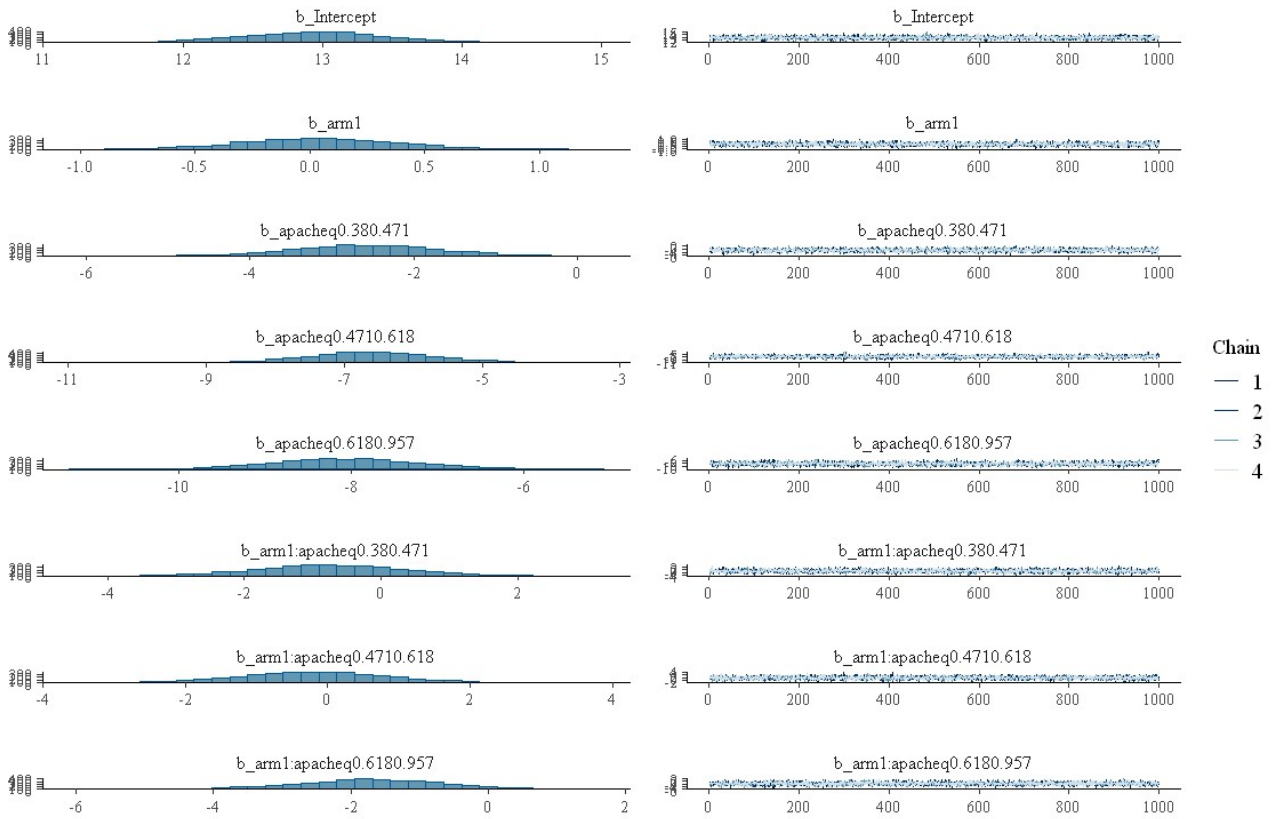 b_Intercept b_Intercept
11 12 13 14 15 0 200 400 600 800 1000
b_arm1 b_arm1
-1.0 -0.5 0.0 0.5 1.0 0 200 400 600 800 1000
b_apacheq0.380.471 b_apacheq0.380.471
-6 -4 -2 0 0 200 400 600 800 1000
b_apacheq0.4710.618 b_apacheq0.4710.618
-11 -9 -7 -5 -3 0 200 400 600 800 1000
Chain
1
2
3
4
b_apacheq0.6180.957 b_apacheq0.6180.957
-10 -8 -6 0 200 400 600 800 1000
b_arm1:apacheq0.380.471 b_arm1:apacheq0.380.471
-4 -2 0 2 0 200 400 600 800 1000
b_arm1:apacheq0.4710.618 b_arm1:apacheq0.4710.618
-4 -2 0 2 4 0 200 400 600 800 1000
b_arm1:apacheq0.6180.957 b_arm1:apacheq0.6180.957
-6 -4 -2 0 2 0 200 400 600 800 1000